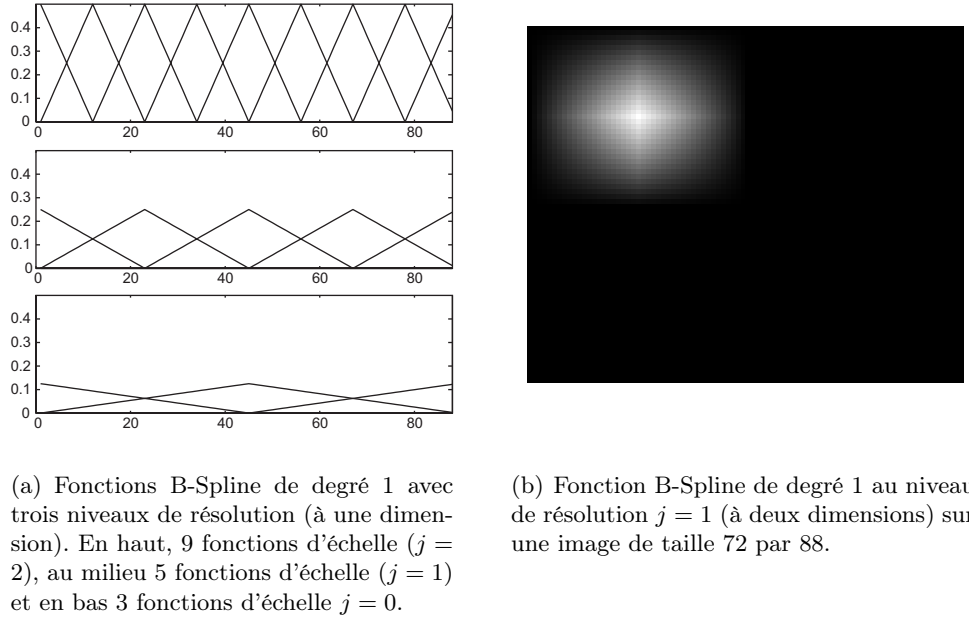 0.4
0.3
0.2
0.1
0
0 20 40 60 80
0.4
0.3
0.2
0.1
0
0 20 40 60 80
0.4
0.3
0.2
0.1
0
0 20 40 60 80
(a) Fonctions B-Spline de degré 1 avec
trois niveaux de résolution (à une dimen-
sion). En haut, 9 fonctions d'échelle (j =
2), au milieu 5 fonctions d'échelle (j = 1)
et en bas 3 fonctions d'échelle j = 0.
(b) Fonction B-Spline de degré 1 au niveau
de résolution j = 1 (à deux dimensions) sur
une image de taille 72 par 88.